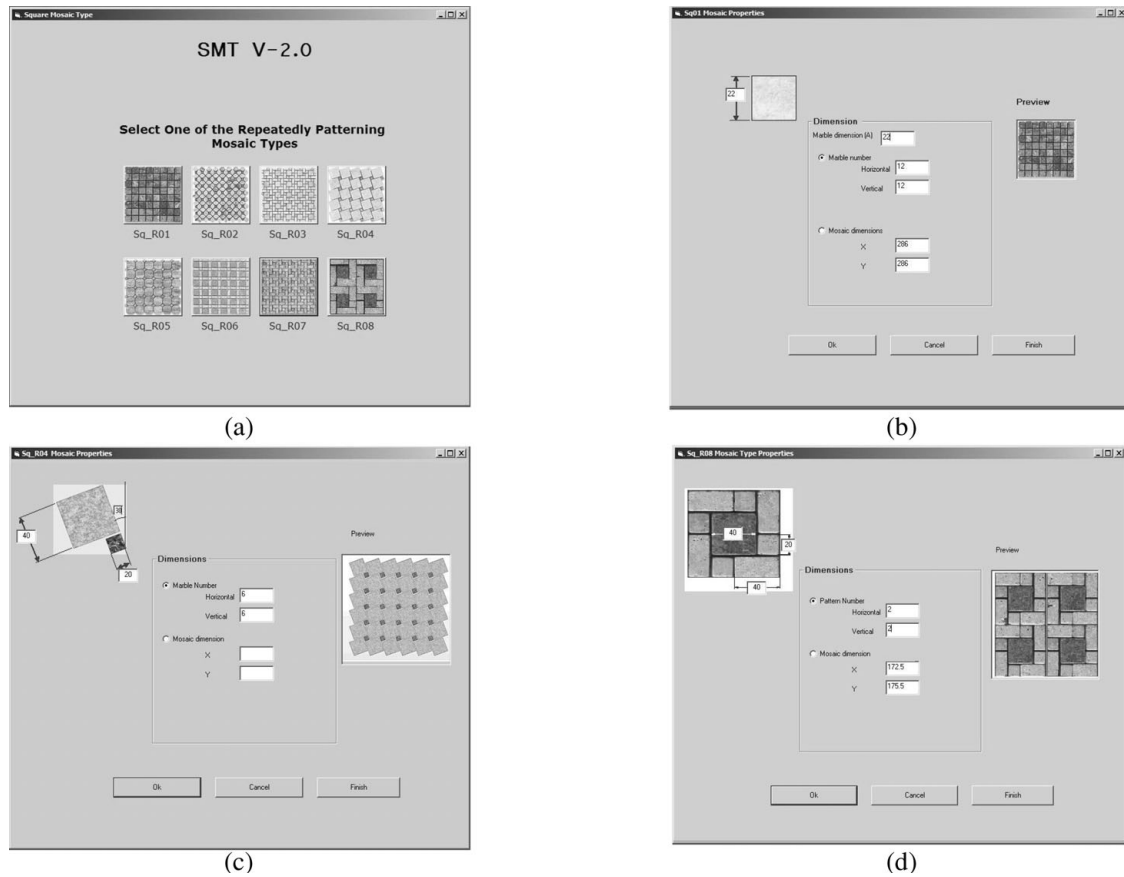 Square Mosaic Type
SMT V-2.0
Select One of the Repeatedly Patterning
Mosaic Types
Sq_R01 Sq_R02 Sq_R03 Sq_R04
Sq_R05 Sq_R06 Sq_R07 Sq_R08
(a)
Sq01 Mosaic Properties
22
Preview
Dimension
Marble dimension (A) 22
Marble number
Horizontal 12
Vertical 12
Mosaic dimensions
X 286
Y 286
Ok Cancel Finish
(b)
Sq_R04 Mosaic Properties
30
40
20
Preview
Dimensions
Marble Number
Horizontal 6
Vertical 6
Mosaic dimension
X
Y
Ok Cancel Finish
(c)
Sq_R08 Mosaic Type Properties
40
20
40
Preview
Dimensions
Pattern Number
Horizontal 2
Vertical 2
Mosaic dimension
X 172.5
Y 175.5
Ok Cancel Finish
(d)